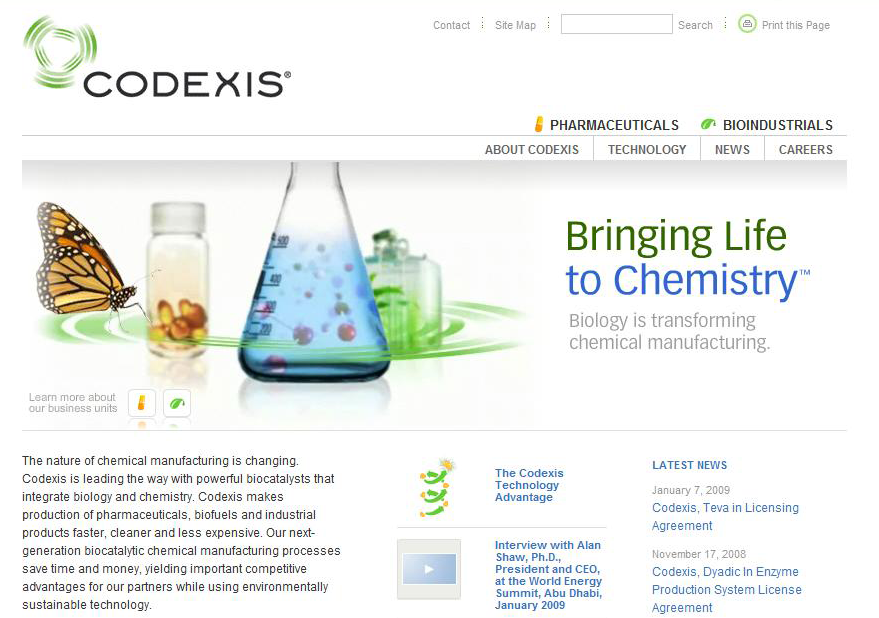 Contact
Site Map
Search
Print this Page
CODEXIS®
PHARMACEUTICALS
BIOINDUSTRIALS
ABOUT CODEXIS
TECHNOLOGY
NEWS
CAREERS
500
400
300
200
Bringing Life
to Chemistry™
Biology is transforming
chemical manufacturing.
Learn more about
our business units
The nature of chemical manufacturing is changing.
Codexis is leading the way with powerful biocatalysts that
integrate biology and chemistry. Codexis makes
production of pharmaceuticals, biofuels and industrial
products faster, cleaner and less expensive. Our next-
generation biocatalytic chemical manufacturing processes
save time and money, yielding important competitive
advantages for our partners while using environmentally
sustainable technology.
The Codexis
Technology
Advantage
Interview with Alan
Shaw, Ph.D.,
President and CEO,
at the World Energy
Summit, Abu Dhabi,
January 2009
LATEST NEWS
January 7, 2009
Codexis, Teva in Licensing
Agreement
November 17, 2008
Codexis, Dyadic In Enzyme
Production System License
Agreement